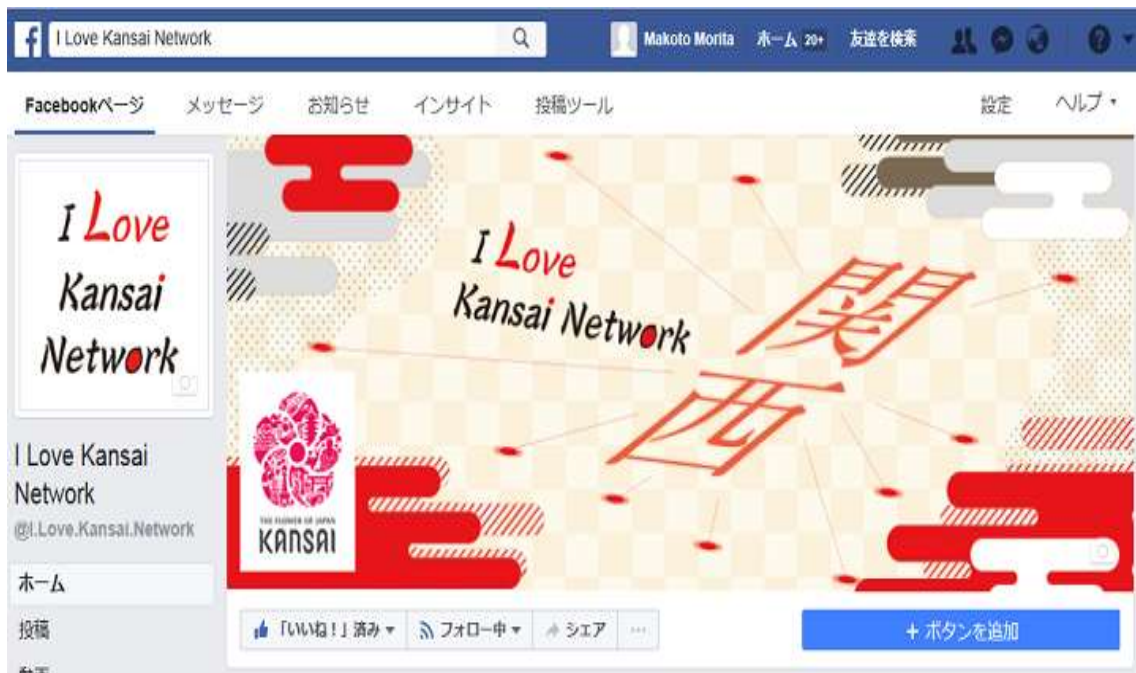 f I Love Kansai Network Makoto Morita ホーム 20+ 友達を検索
Facebookページ メッセージ お知らせ インサイト 投稿ツール 設定 ヘルプ
I Love
Kansai
Network
I Love
Kansai Network
関西
THE FLOWER OF JAPAN
KANSAI
I Love Kansai
Network
@I.Love.Kansai.Network
ホーム
投稿
「いいね！」済み フォロー中 シェア ... + ボタンを追加